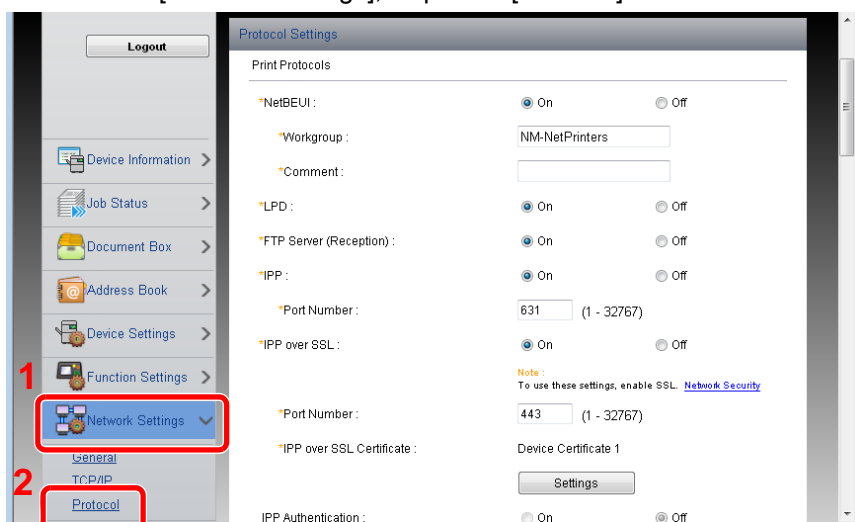 Logout
Device Information
Job Status
Document Box
Address Book
Device Settings
1
Function Settings
Network Settings
General
2
TCP/IP
Protocol
Protocol Settings
Print Protocols
*NetBEUI : On Off
*Workgroup : NM-NetPrinters
*Comment :
*LPD : On Off
*FTP Server (Reception) : On Off
*IPP : On Off
*Port Number : 631 (1 - 32767)
*IPP over SSL : On Off
Note :
To use these settings, enable SSL. Network Security
*Port Number : 443 (1 - 32767)
*IPP over SSL Certificate : Device Certificate 1
Settings
IPP Authentication : On Off